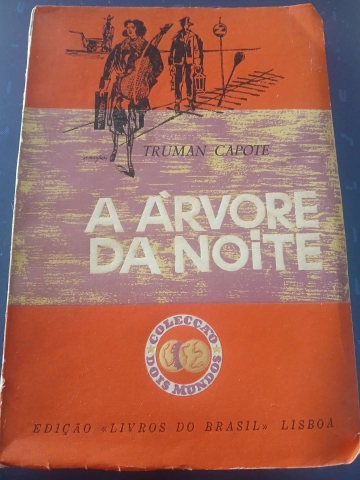 TRUMAN CAPOTE
A ÁRVORE
DA NOITE
COLECÇÃO
DOIS MUNDOS
EDIÇÃO «LIVROS DO BRASIL» LISBOA